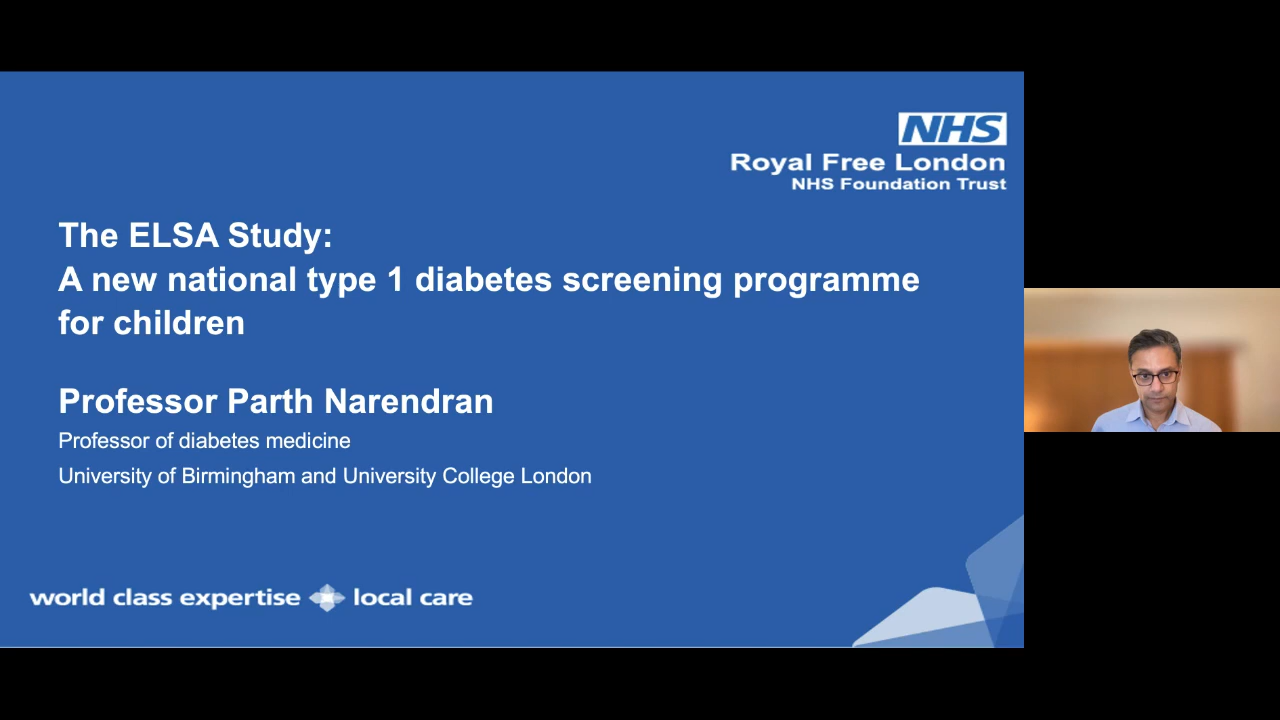 NHS
Royal Free London
NHS Foundation Trust
The ELSA Study:
A new national type 1 diabetes screening programme
for children
Professor Parth Narendran
Professor of diabetes medicine
University of Birmingham and University College London
world class expertise local care